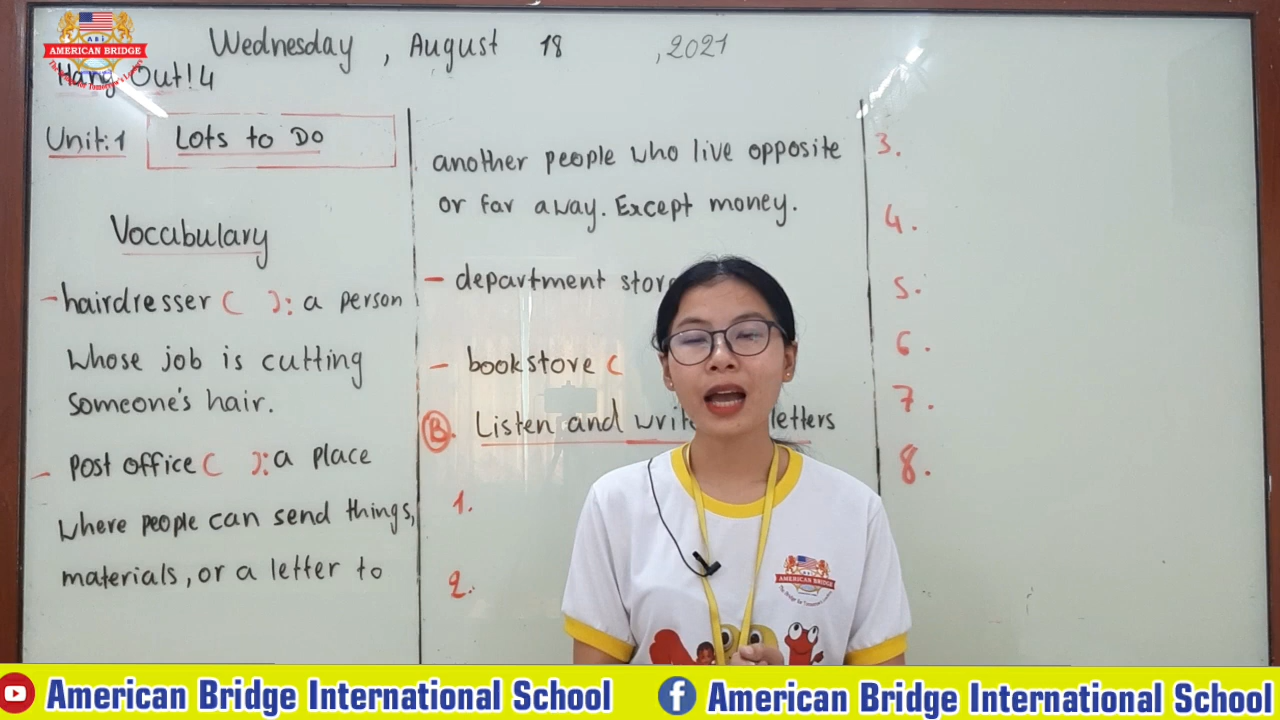 ABi
AMERICAN BRIDGE
Wednesday, August 18 , 2021
Hang Out! 4
Unit: 1 Lots to Do
Vocabulary
- hairdresser ( ): a person
whose job is cutting
someone's hair.
- Post office ( ): a place
where people can send things,
materials, or a letter to
another people who live opposite
or far away. Except money.
- department store
- bookstore (
B. Listen and write letters
1.
2.
3.
4.
5.
6.
7.
8.
AMERICAN BRIDGE
American Bridge International School
f American Bridge International School